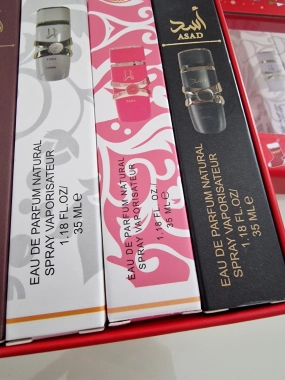 EAU DE PARFUM NATURAL
SPRAY VAPORISATEUR
1.18 FL.OZ/
35 ML e
EAU DE PARFUM NATURAL
SPRAY VAPORISATEUR
1.18 FL.OZ/
35 ML e
أسد
ASAD
EAU DE PARFUM NATURAL
SPRAY VAPORISATEUR
1.18 FL.OZ/
35 ML e